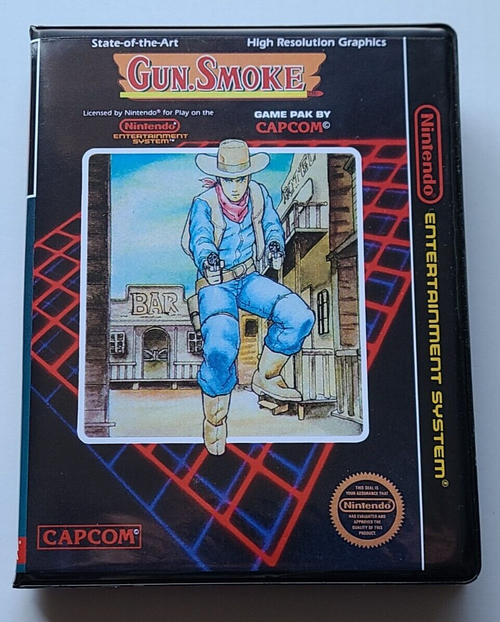 State-of-the-Art
High Resolution Graphics
GUN.SMOKE
Licensed by Nintendo® for Play on the
Nintendo®
ENTERTAINMENT
SYSTEM™
GAME PAK BY
CAPCOM©
BAR
Nintendo®
ENTERTAINMENT SYSTEM®
THIS SEAL IS
YOUR ASSURANCE THAT
Nintendo®
HAS EVALUATED AND
APPROVED THE
QUALITY OF THIS
PRODUCT.
CAPCOM©